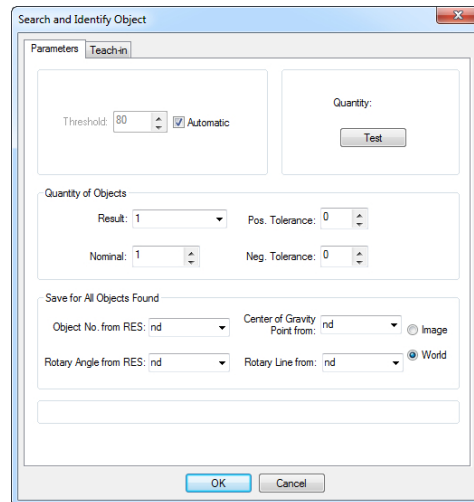 Search and Identify Object
Parameters Teach-in
Quantity:
Threshold: 80 Automatic
Test
Quantity of Objects
Result: 1 Pos. Tolerance: 0
Nominal: 1 Neg. Tolerance: 0
Save for All Objects Found
Object No. from RES: nd Center of Gravity Point from: nd Image
Rotary Angle from RES: nd Rotary Line from: nd World
OK Cancel